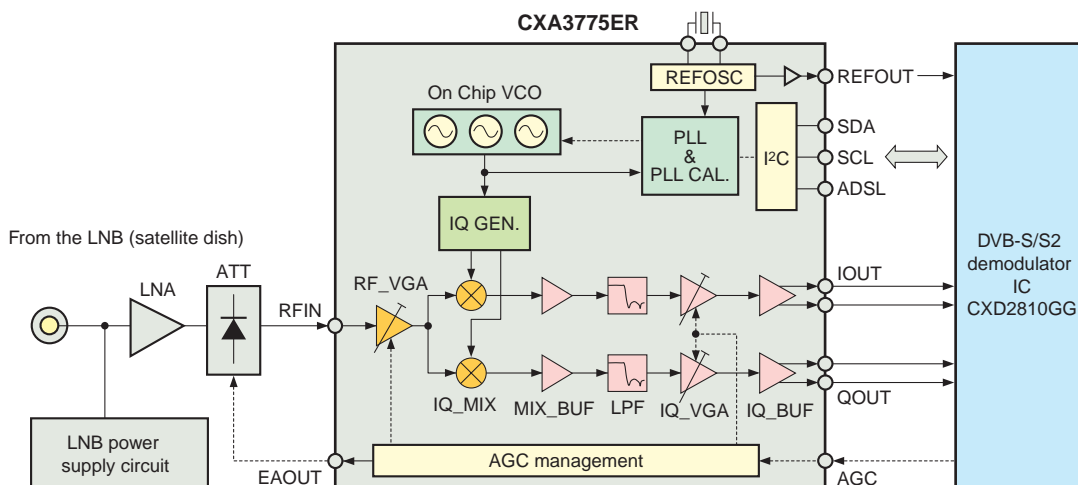 CXA3775ER
REFOSC
REFOUT
On Chip VCO
PLL
&
PLL CAL.
I²C
SDA
SCL
ADSL
IQ GEN.
From the LNB (satellite dish)
ATT
LNA
RFIN
RF_VGA
IOUT
DVB-S/S2
demodulator
IC
CXD2810GG
IQ_MIX
MIX_BUF
LPF
IQ_VGA
IQ_BUF
QOUT
LNB power
supply circuit
EAOUT
AGC management
AGC